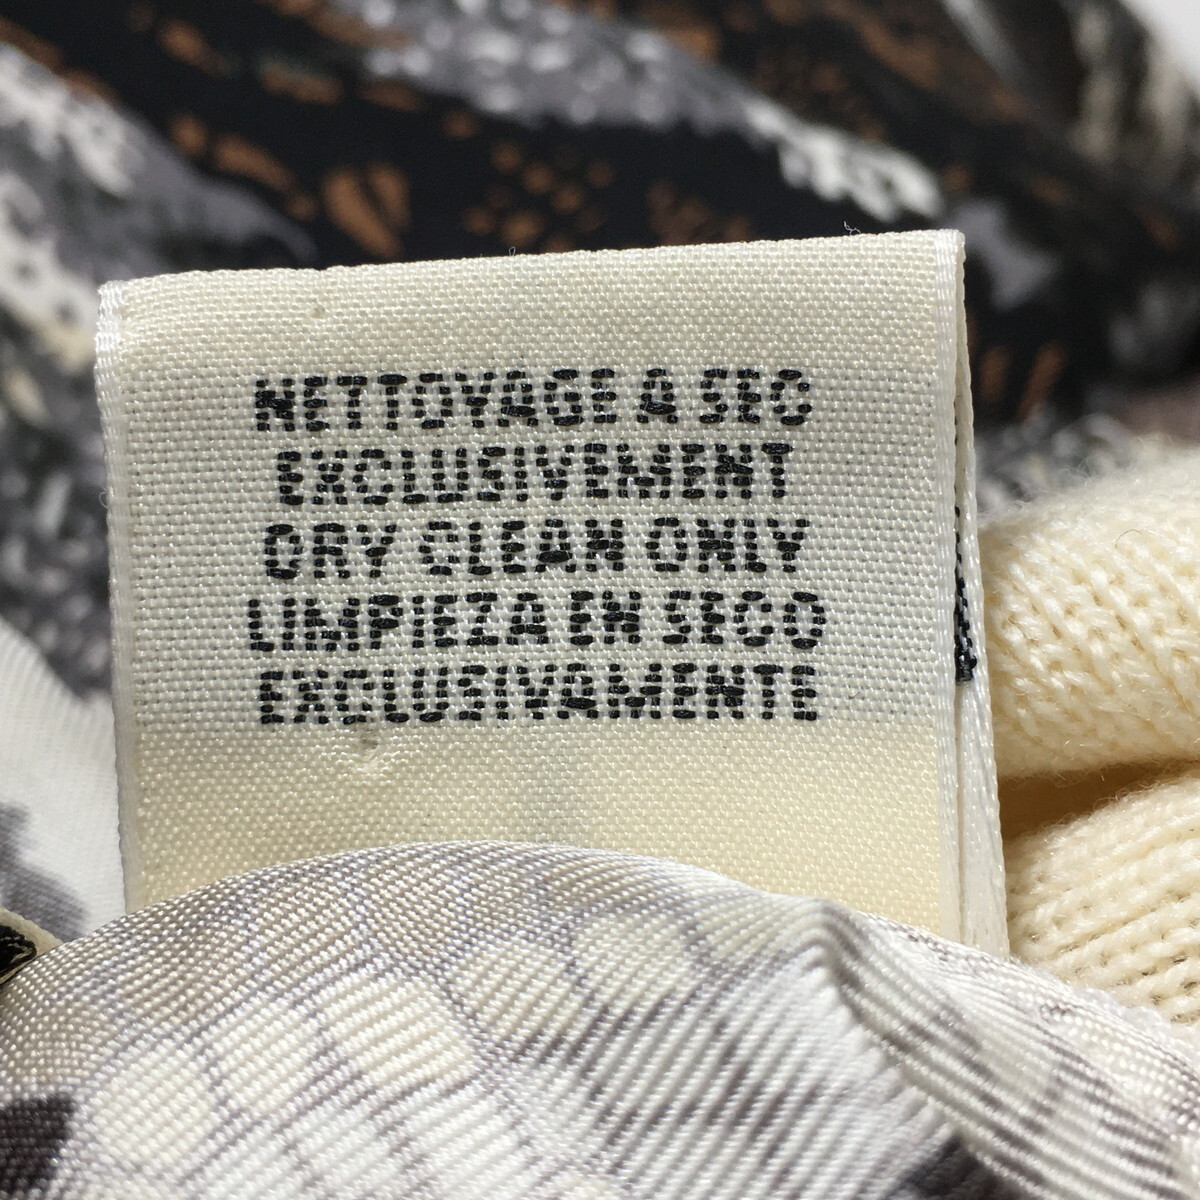 NETTOYAGE A SEC
EXCLUSIVEMENT
DRY CLEAN ONLY
LIMPIEZA EN SECO
EXCLUSIVAMENTE